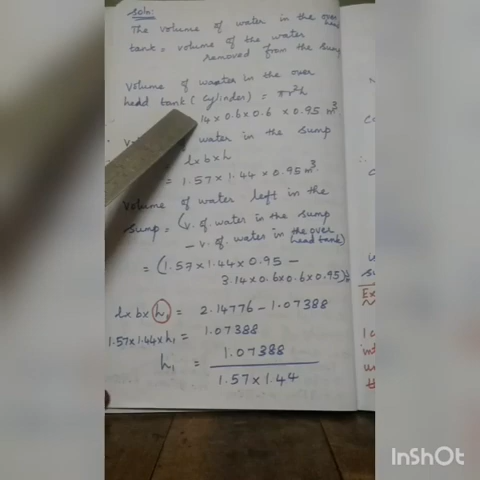 Soln:
The volume of water in the over head
tank = volume of the water
removed from the sump
Volume of water in the over
head tank (cylinder) = πr²h
14 × 0.6 × 0.6 × 0.95 m³
water in the sump
l × b × h
= 1.57 × 1.44 × 0.95 m³.
Volume of water left in the
sump = (v. of. water in the sump
- v. of. water in the over head tank)
= (1.57 × 1.44 × 0.95 -
3.14 × 0.6 × 0.6 × 0.95)
l × b × h₁ = 2.14776 - 1.07388
1.57 × 1.44 × h₁ = 1.07388
h₁ = 1.07388
1.57 × 1.44
InShOt